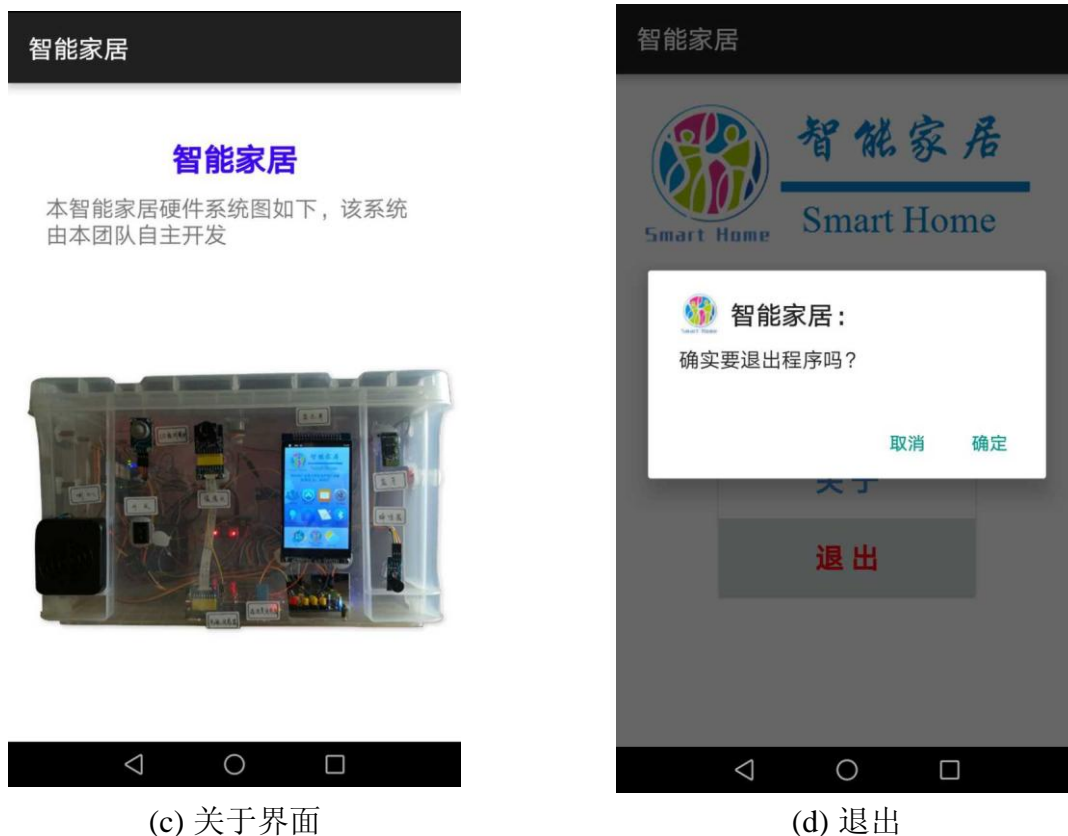 智能家居
智能家居
本智能家居硬件系统图如下，该系统
由本团队自主开发
(c) 关于界面
智能家居
智能家居
Smart Home
Smart Home
智能家居：
确实要退出程序吗？
取消 确定
关于
退出
(d) 退出